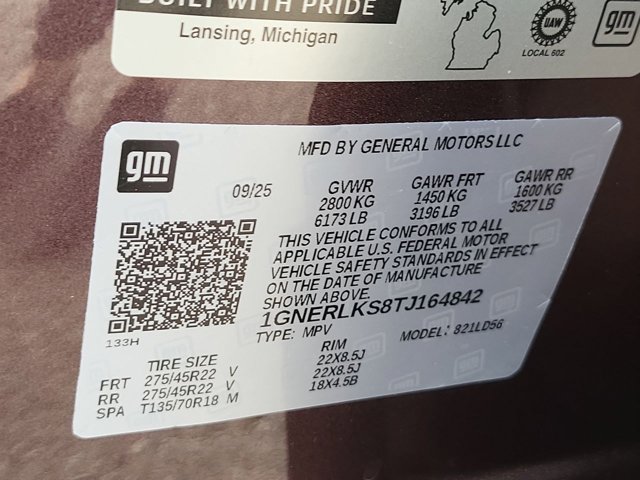 BUILT WITH PRIDE
Lansing, Michigan
UAW
LOCAL 602
gm
gm
MFD BY GENERAL MOTORS LLC
09/25
GVWR GAWR FRT GAWR RR
2800 KG 1450 KG 1600 KG
6173 LB 3196 LB 3527 LB
THIS VEHICLE CONFORMS TO ALL
APPLICABLE U.S. FEDERAL MOTOR
VEHICLE SAFETY STANDARDS IN EFFECT
ON THE DATE OF MANUFACTURE
SHOWN ABOVE.
1GNERLKS8TJ164842
133H
TYPE: MPV MODEL: 821LD56
TIRE SIZE RIM
FRT 275/45R22 V 22X8.5J
RR 275/45R22 V 22X8.5J
SPA T135/70R18 M 18X4.5B